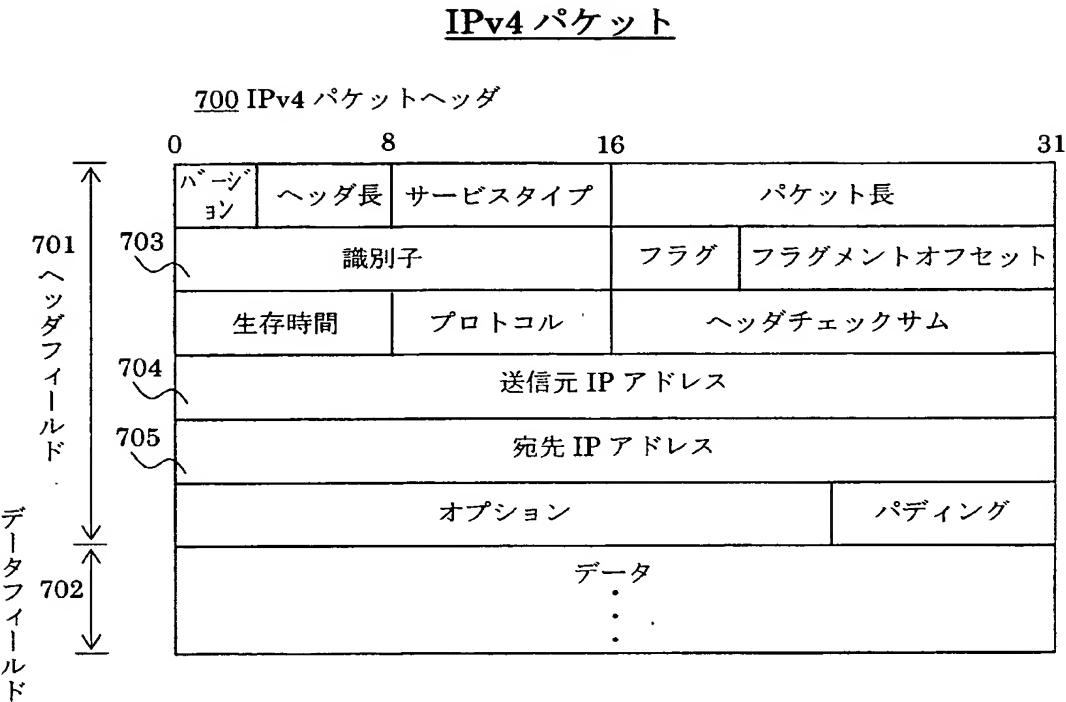 IPv4 パケット
700 IPv4 パケットヘッダ
0 8 16 31
バージョン ヘッダ長 サービスタイプ パケット長
703 識別子 フラグ フラグメントオフセット
生存時間 プロトコル ヘッダチェックサム
704 送信元 IP アドレス
705 宛先 IP アドレス
オプション パディング
データ
701 ヘッダフィールド
702 データフィールド